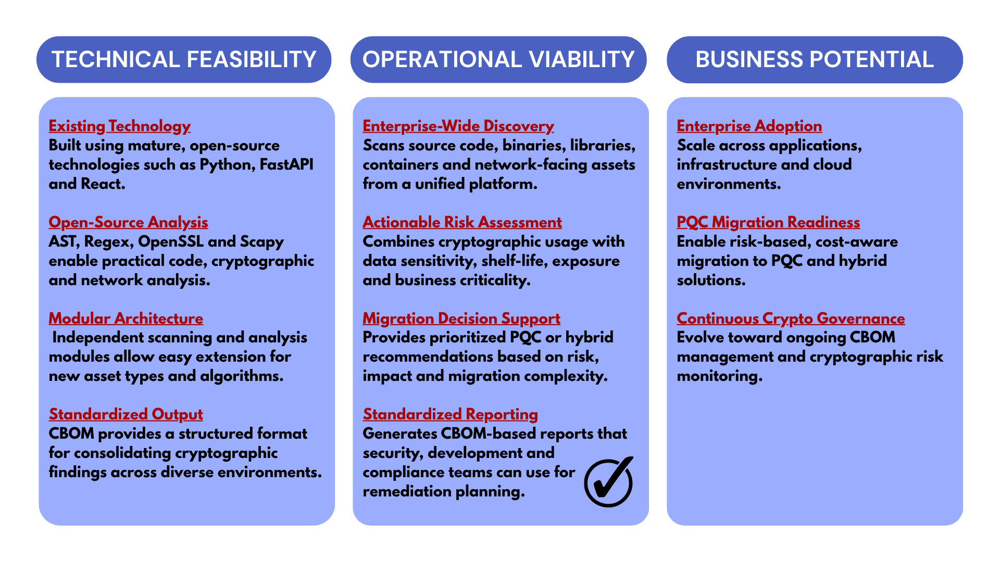 TECHNICAL FEASIBILITY
Existing Technology
Built using mature, open-source
technologies such as Python, FastAPI
and React.
Open-Source Analysis
AST, Regex, OpenSSL and Scapy
enable practical code, cryptographic
and network analysis.
Modular Architecture
Independent scanning and analysis
modules allow easy extension for
new asset types and algorithms.
Standardized Output
CBOM provides a structured format
for consolidating cryptographic
findings across diverse environments.
OPERATIONAL VIABILITY
Enterprise-Wide Discovery
Scans source code, binaries, libraries,
containers and network-facing assets
from a unified platform.
Actionable Risk Assessment
Combines cryptographic usage with
data sensitivity, shelf-life, exposure
and business criticality.
Migration Decision Support
Provides prioritized PQC or hybrid
recommendations based on risk,
impact and migration complexity.
Standardized Reporting
Generates CBOM-based reports that
security, development and
compliance teams can use for
remediation planning.
BUSINESS POTENTIAL
Enterprise Adoption
Scale across applications,
infrastructure and cloud
environments.
PQC Migration Readiness
Enable risk-based, cost-aware
migration to PQC and hybrid
solutions.
Continuous Crypto Governance
Evolve toward ongoing CBOM
management and cryptographic risk
monitoring.